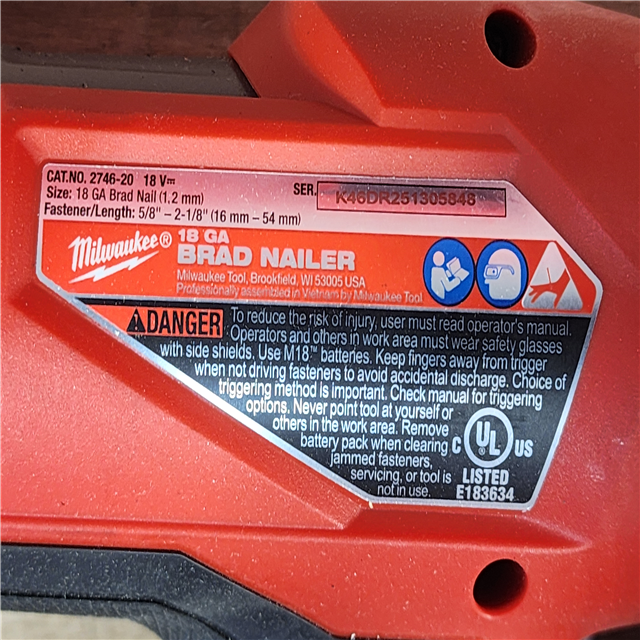 CAT.NO. 2746-20 18 V⎓
Size: 18 GA Brad Nail (1,2 mm)
Fastener/Length: 5/8" – 2-1/8" (16 mm – 54 mm)
SER. K46DR251305848
Milwaukee®
18 GA
BRAD NAILER
Milwaukee Tool, Brookfield, WI 53005 USA
Professionally assembled in Vietnam by Milwaukee Tool
DANGER To reduce the risk of injury, user must read operator's manual.
Operators and others in work area must wear safety glasses
with side shields. Use M18™ batteries. Keep fingers away from trigger
when not driving fasteners to avoid accidental discharge. Choice of
triggering method is important. Check manual for triggering
options. Never point tool at yourself or
others in the work area. Remove
battery pack when clearing
jammed fasteners,
servicing, or tool is
not in use.
C UL US
LISTED
E183634